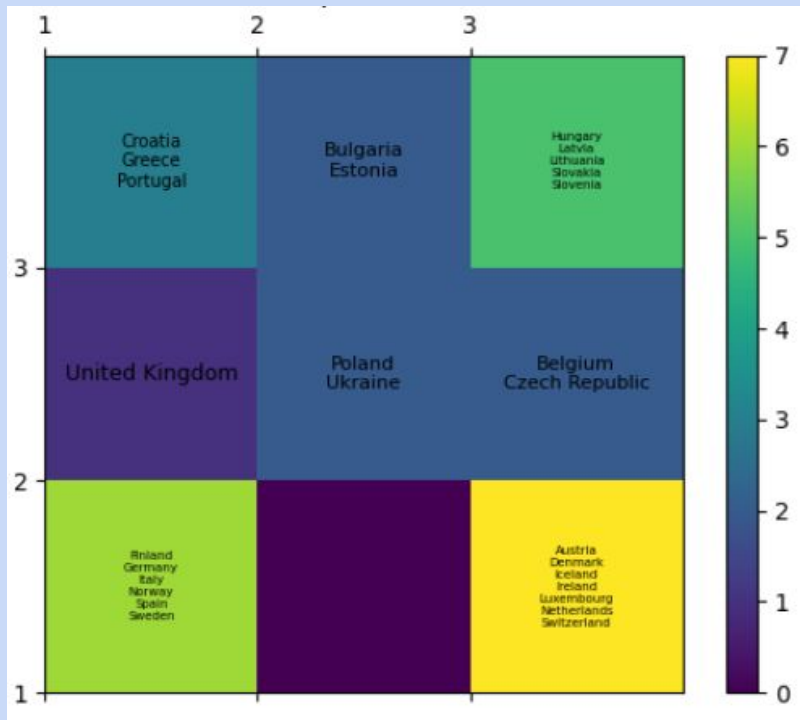 1 2 3
7
Croatia
Greece
Portugal
Bulgaria
Estonia
Hungary
Latvia
Lithuania
Slovakia
Slovenia
6
5
3
4
United Kingdom
Poland
Ukraine
Belgium
Czech Republic
3
2
2
Finland
Germany
Italy
Norway
Spain
Sweden
Austria
Denmark
Iceland
Ireland
Luxembourg
Netherlands
Switzerland
1
1
0